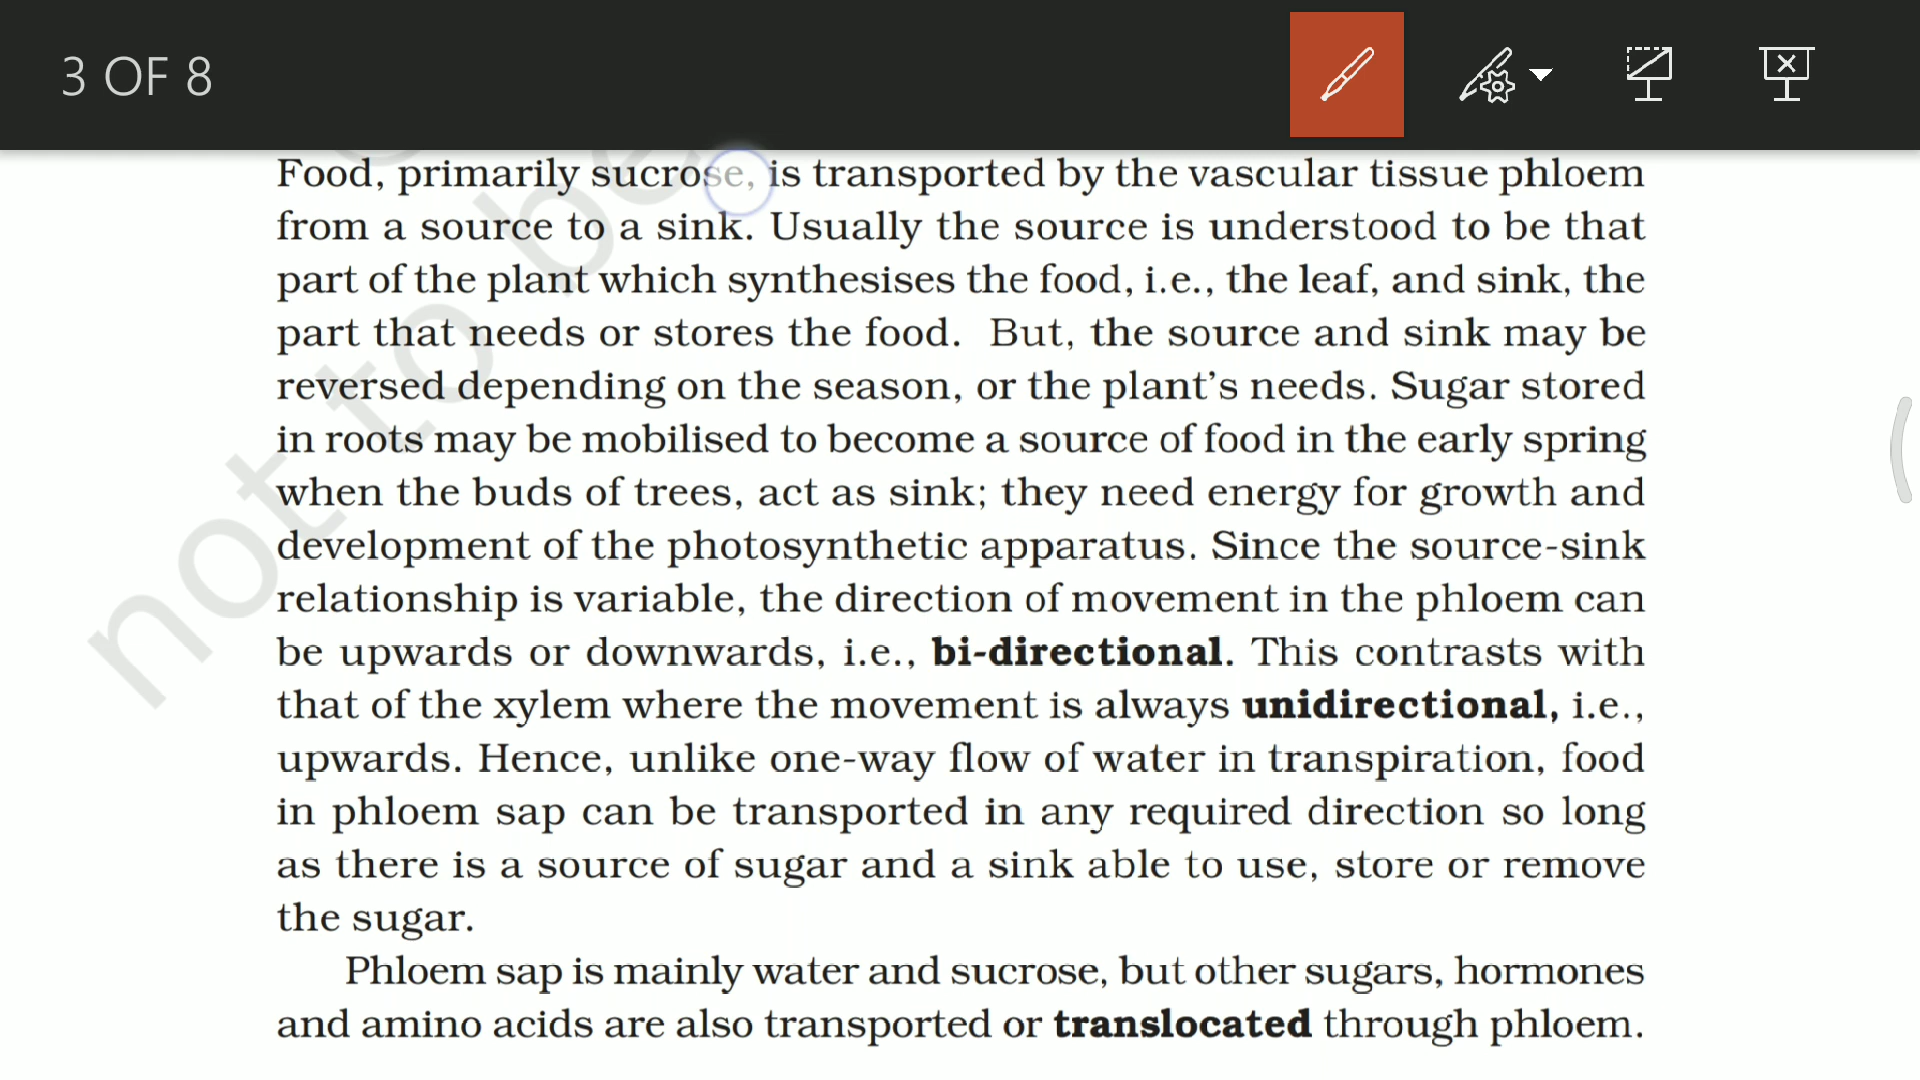 3 OF 8
Food, primarily sucrose, is transported by the vascular tissue phloem
from a source to a sink. Usually the source is understood to be that
part of the plant which synthesises the food, i.e., the leaf, and sink, the
part that needs or stores the food. But, the source and sink may be
reversed depending on the season, or the plant's needs. Sugar stored
in roots may be mobilised to become a source of food in the early spring
when the buds of trees, act as sink; they need energy for growth and
development of the photosynthetic apparatus. Since the source-sink
relationship is variable, the direction of movement in the phloem can
be upwards or downwards, i.e., bi-directional. This contrasts with
that of the xylem where the movement is always unidirectional, i.e.,
upwards. Hence, unlike one-way flow of water in transpiration, food
in phloem sap can be transported in any required direction so long
as there is a source of sugar and a sink able to use, store or remove
the sugar.
Phloem sap is mainly water and sucrose, but other sugars, hormones
and amino acids are also transported or translocated through phloem.
not to be